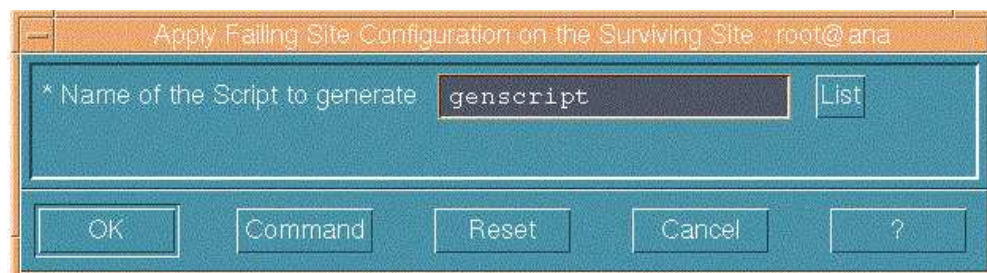 Apply Failing Site Configuration on the Surviving Site : root@ana
* Name of the Script to generate genscript List
OK Command Reset Cancel ?